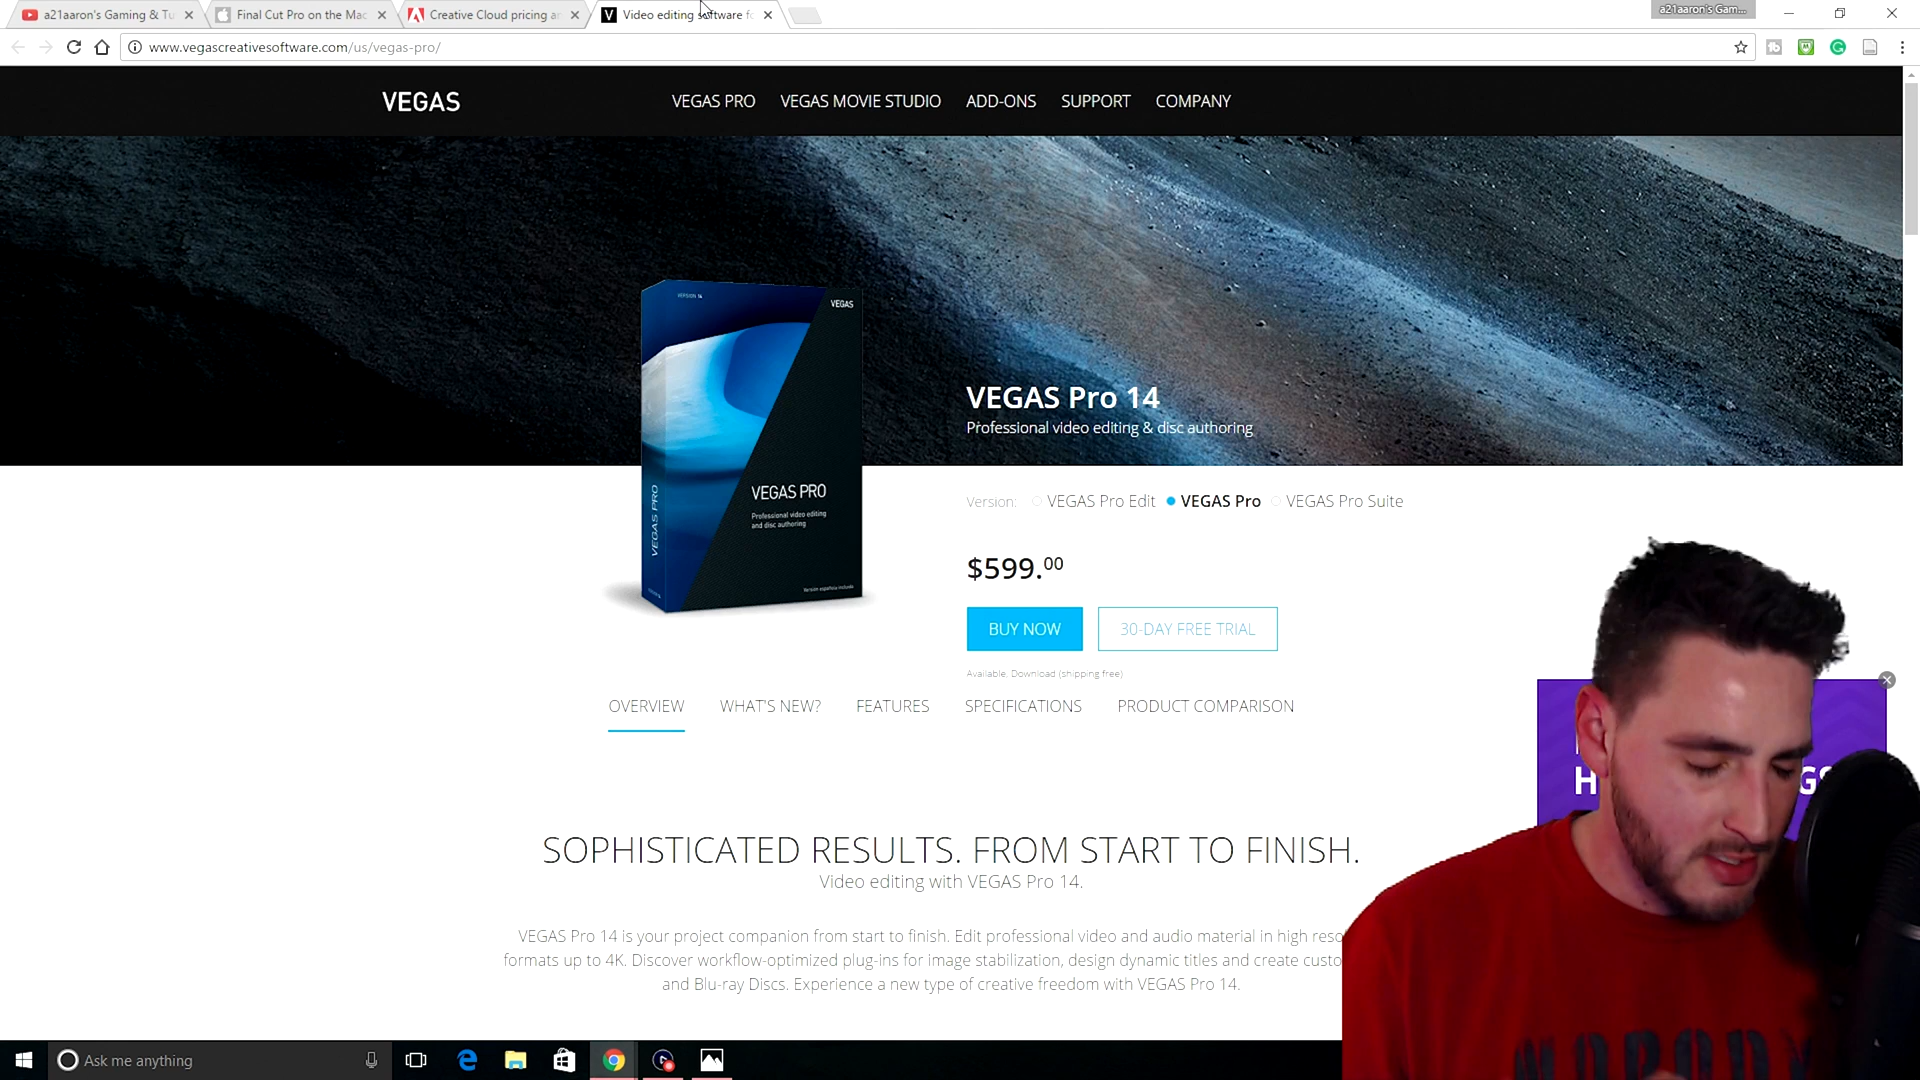 a21aaron's Gaming & Tu
Final Cut Pro on the Mac
Creative Cloud pricing an
Video editing software fo
a21aaron's Gam...
www.vegascreativesoftware.com/us/vegas-pro/
VEGAS
VEGAS PRO VEGAS MOVIE STUDIO ADD-ONS SUPPORT COMPANY
VERSION 14
VEGAS
VEGAS PRO
Professional video editing
and disc authoring
VEGAS PRO
Versión española incluida
VEGAS Pro 14
Professional video editing & disc authoring
Version: VEGAS Pro Edit VEGAS Pro VEGAS Pro Suite
$599.00
BUY NOW 30-DAY FREE TRIAL
Available, Download (shipping free)
OVERVIEW WHAT'S NEW? FEATURES SPECIFICATIONS PRODUCT COMPARISON
SOPHISTICATED RESULTS. FROM START TO FINISH.
Video editing with VEGAS Pro 14.
VEGAS Pro 14 is your project companion from start to finish. Edit professional video and audio material in high reso
formats up to 4K. Discover workflow-optimized plug-ins for image stabilization, design dynamic titles and create custo
and Blu-ray Discs. Experience a new type of creative freedom with VEGAS Pro 14.
Ask me anything